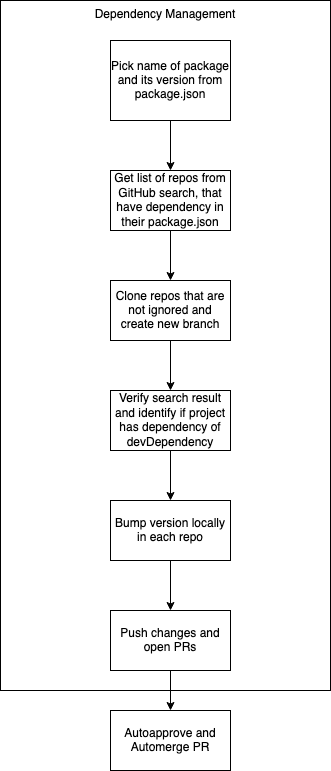 Dependency Management
Pick name of package
and its version from
package.json
Get list of repos from
GitHub search, that
have dependency in
their package.json
Clone repos that are
not ignored and
create new branch
Verify search result
and identify if project
has dependency of
devDependency
Bump version locally
in each repo
Push changes and
open PRs
Autoapprove and
Automerge PR